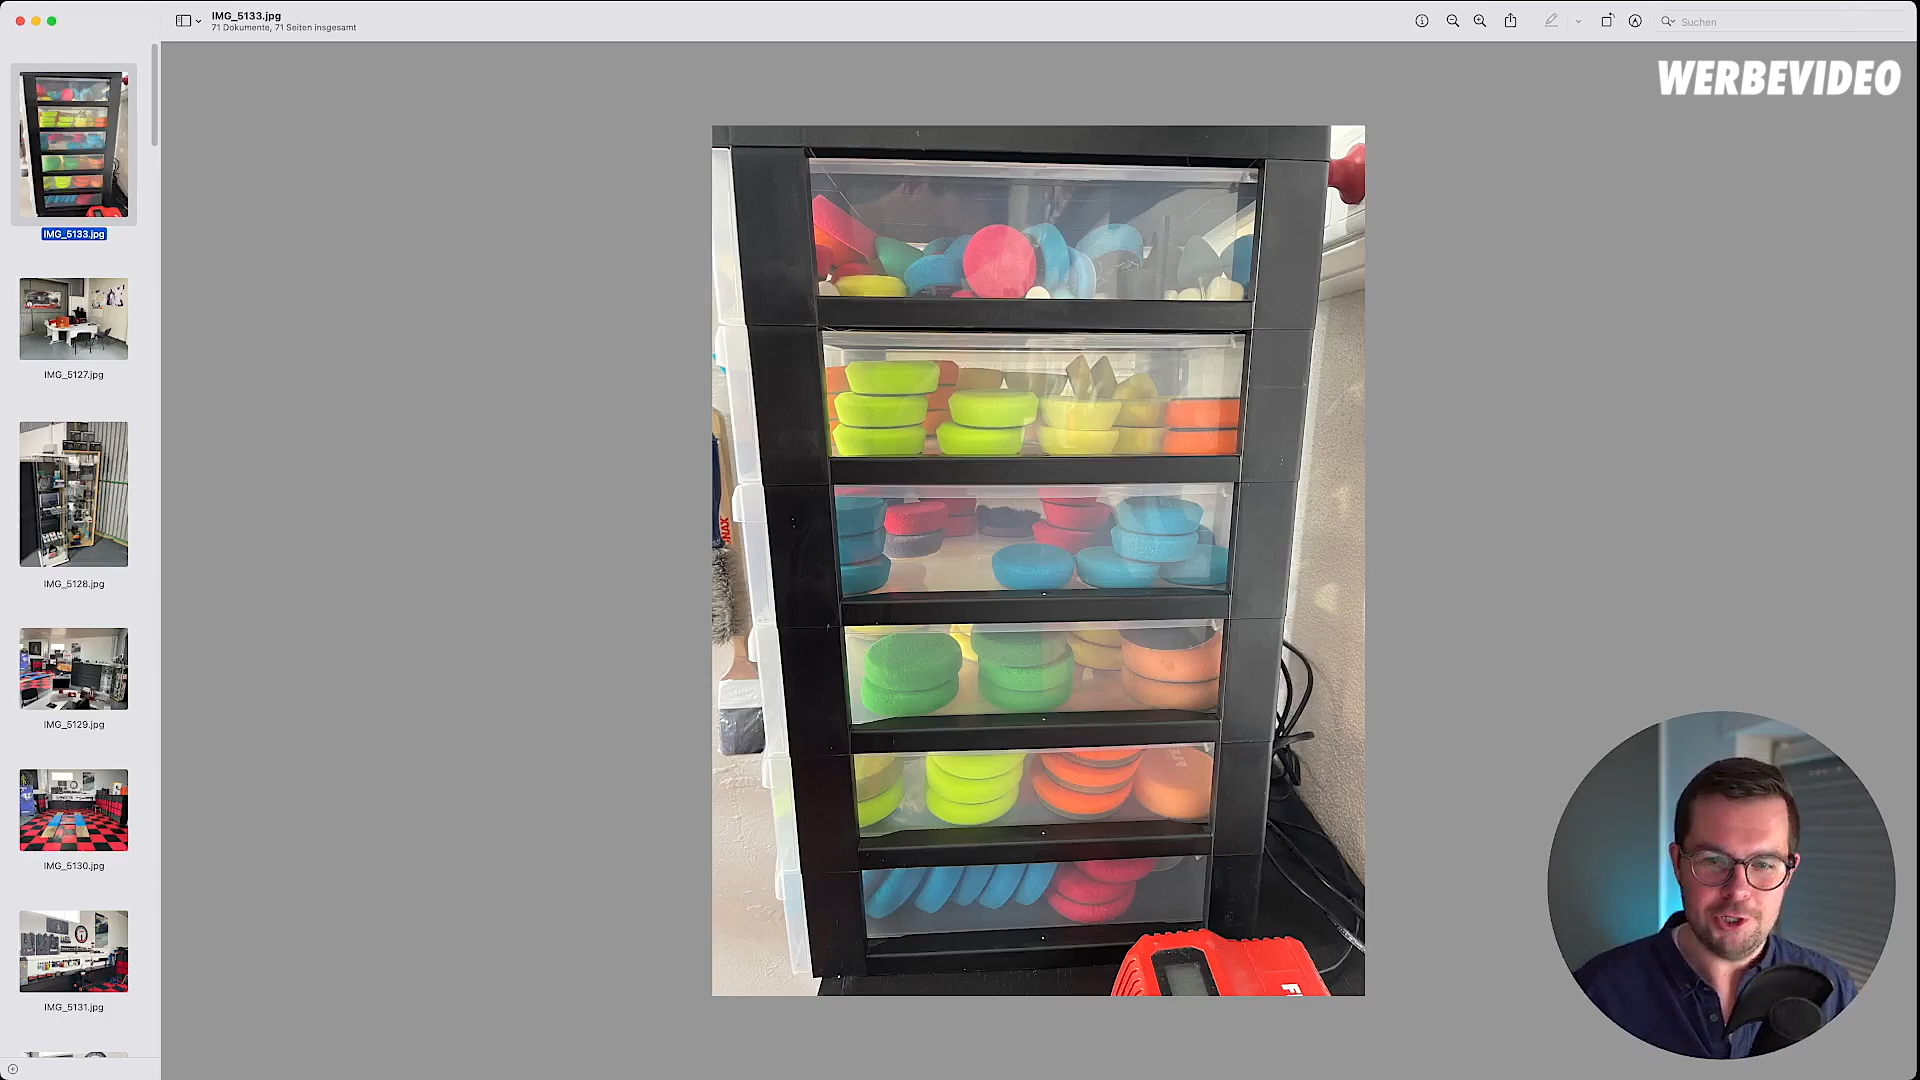 IMG_5133.jpg
71 Dokumente, 71 Seiten insgesamt
Suchen
WERBEVIDEO
IMG_5133.jpg
IMG_5127.jpg
IMG_5128.jpg
IMG_5129.jpg
IMG_5130.jpg
IMG_5131.jpg